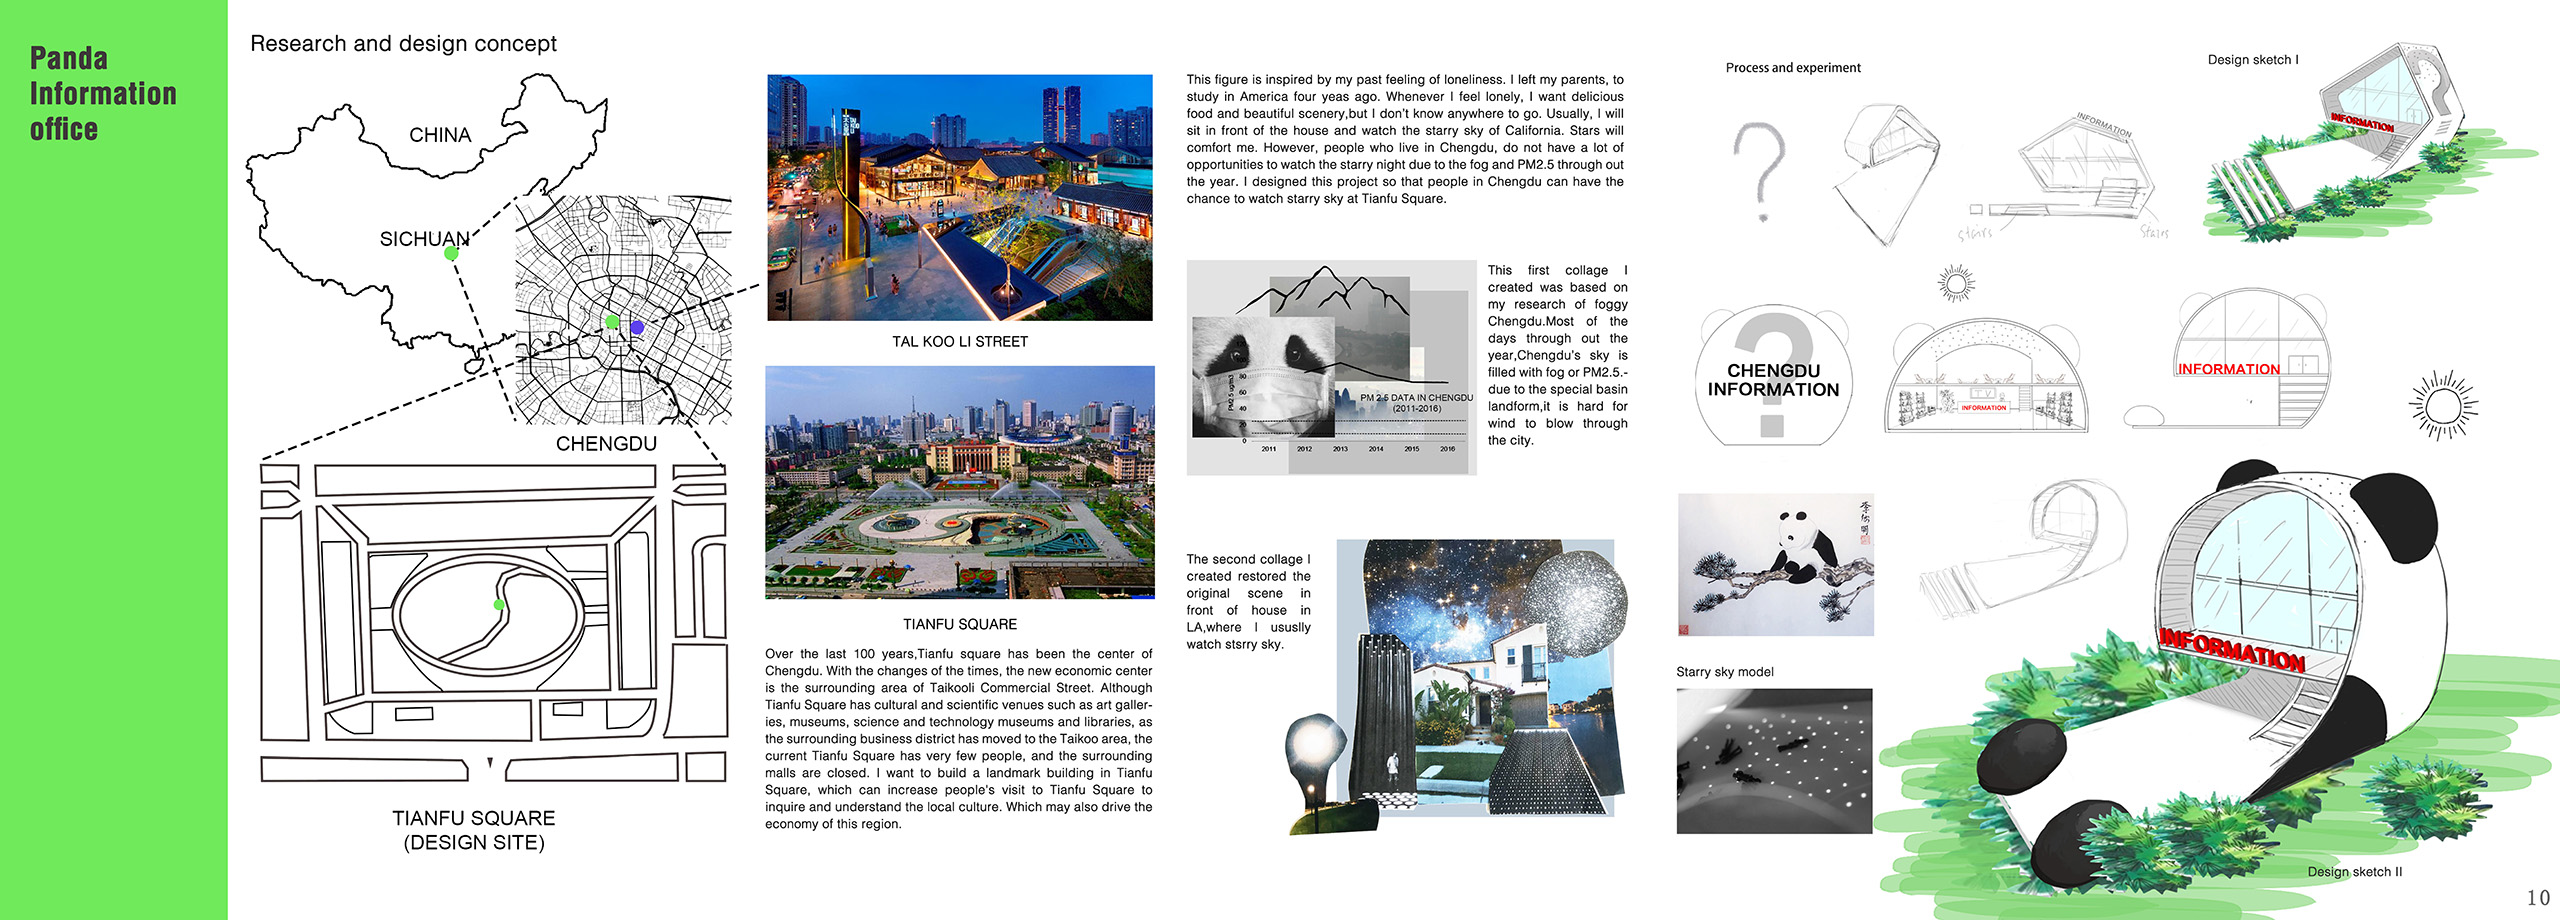 Panda
Information
office
Research and design concept
CHINA
SICHUAN
CHENGDU
TIANFU SQUARE
(DESIGN SITE)
TAL KOO LI STREET
TIANFU SQUARE
Over the last 100 years,Tianfu square has been the center of
Chengdu. With the changes of the times, the new economic center
is the surrounding area of Taikooli Commercial Street. Although
Tianfu Square has cultural and scientific venues such as art galler-
ies, museums, science and technology museums and libraries, as
the surrounding business district has moved to the Taikoo area, the
current Tianfu Square has very few people, and the surrounding
malls are closed. I want to build a landmark building in Tianfu
Square, which can increase people's visit to Tianfu Square to
inquire and understand the local culture. Which may also drive the
economy of this region.
This figure is inspired by my past feeling of loneliness. I left my parents, to
study in America four yeas ago. Whenever I feel lonely, I want delicious
food and beautiful scenery,but I don't know anywhere to go. Usually, I will
sit in front of the house and watch the starry sky of California. Stars will
comfort me. However, people who live in Chengdu, do not have a lot of
opportunities to watch the starry night due to the fog and PM2.5 through out
the year. I designed this project so that people in Chengdu can have the
chance to watch starry sky at Tianfu Square.
80
60
40
20
0
PM2.5 ug/m3
PM 2.5 DATA IN CHENGDU
(2011-2016)
2011 2012 2013 2014 2015 2016
This first collage I
created was based on
my research of foggy
Chengdu.Most of the
days through out the
year,Chengdu's sky is
filled with fog or PM2.5.-
due to the special basin
landform,it is hard for
wind to blow through
the city.
The second collage I
created restored the
original scene in
front of house in
LA,where I ususlly
watch stsrry sky.
Process and experiment
INFORMATION
stairs
Stairs
Design sketch I
INFORMATION
?
CHENGDU
INFORMATION
TV
INFORMATION
INFORMATION
Starry sky model
INFORMATION
Design sketch II
10